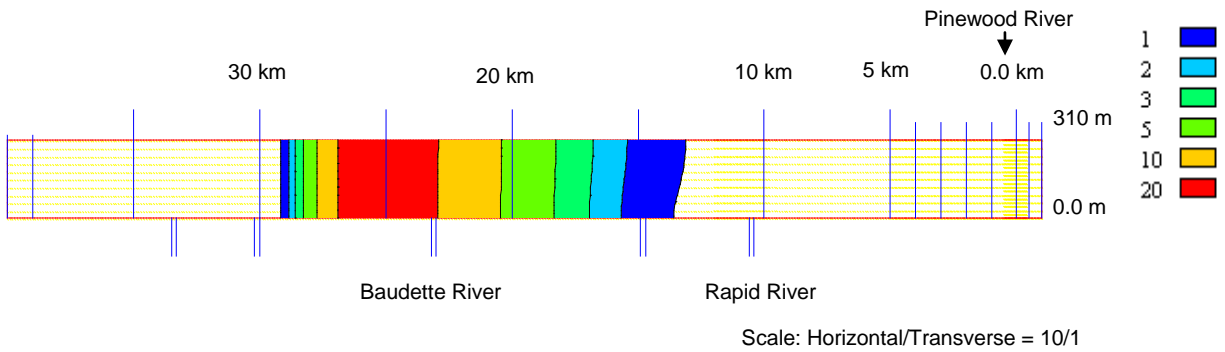 Pinewood River
30 km
20 km
10 km
5 km
0.0 km
310 m
0.0 m
1
2
3
5
10
20
Baudette River
Rapid River
Scale: Horizontal/Transverse = 10/1